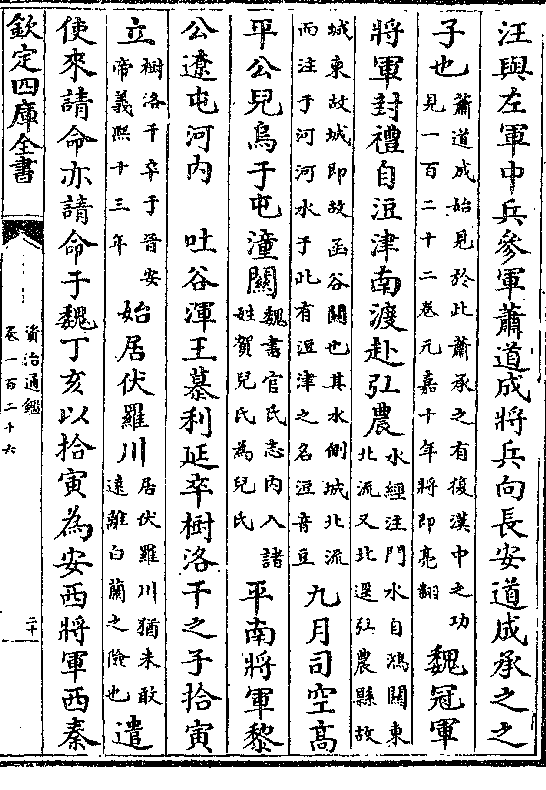 汪與左軍中兵參軍蕭道成將兵向長安道成承之之
子也蕭道成始見於此蕭承之有復漢中之功見一百二十二卷元嘉十年將即亮翻魏冠軍
將軍封禮自浢津南渡赴弘農水經注門水自鴻關東北流又北逕弘農縣故
城東故城即故函谷關也其水側城北流而注于河河水于此有浢津之名浢音豆九月司空高
平公兒烏于屯潼關魏書官氏志内入諸姓賀兒氏為兒氏平南將軍黎
公遼屯河内　吐谷渾王慕利延卒樹洛干之子拾寅
立樹洛干卒于晉安帝義熙十三年始居伏羅川居伏羅川猶未敢遠離白蘭之險也遣
使來請命亦請命于魏丁亥以拾寅為安西將軍西秦
欽定四庫全書
資治通鑑
卷一百二十六
二十